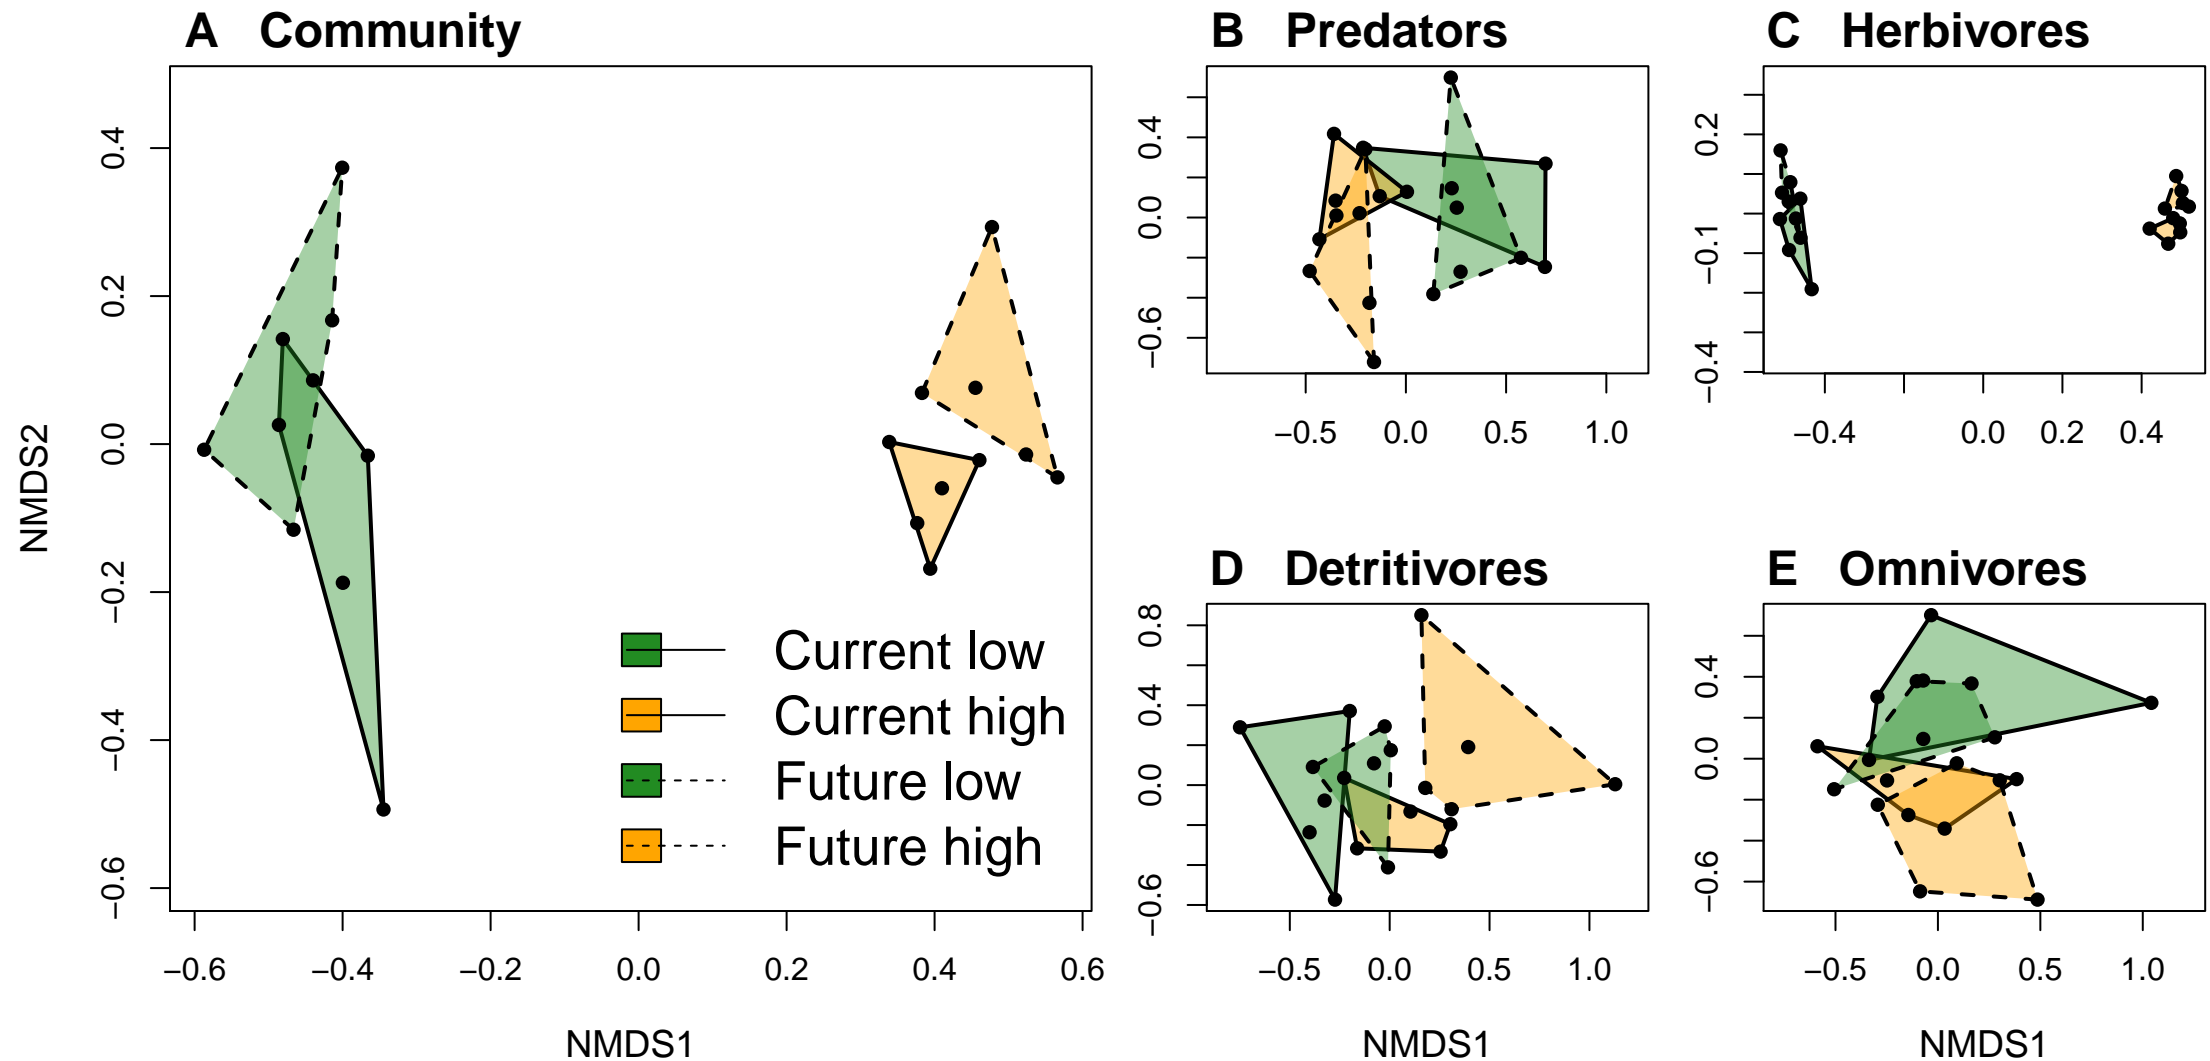 A Community
B Predators
C Herbivores
0.4
0.2
0.0
−0.2
−0.4
−0.6
NMDS2
−0.6 −0.4 −0.2 0.0 0.2 0.4 0.6
NMDS1
Current low
Current high
Future low
Future high
0.4
0.0
−0.6
−0.5 0.0 0.5 1.0
0.2
−0.1
−0.4
−0.4 0.0 0.2 0.4
D Detritivores
E Omnivores
0.8
0.4
0.0
−0.6
−0.5 0.0 0.5 1.0
NMDS1
0.4
0.0
−0.6
−0.5 0.0 0.5 1.0
NMDS1